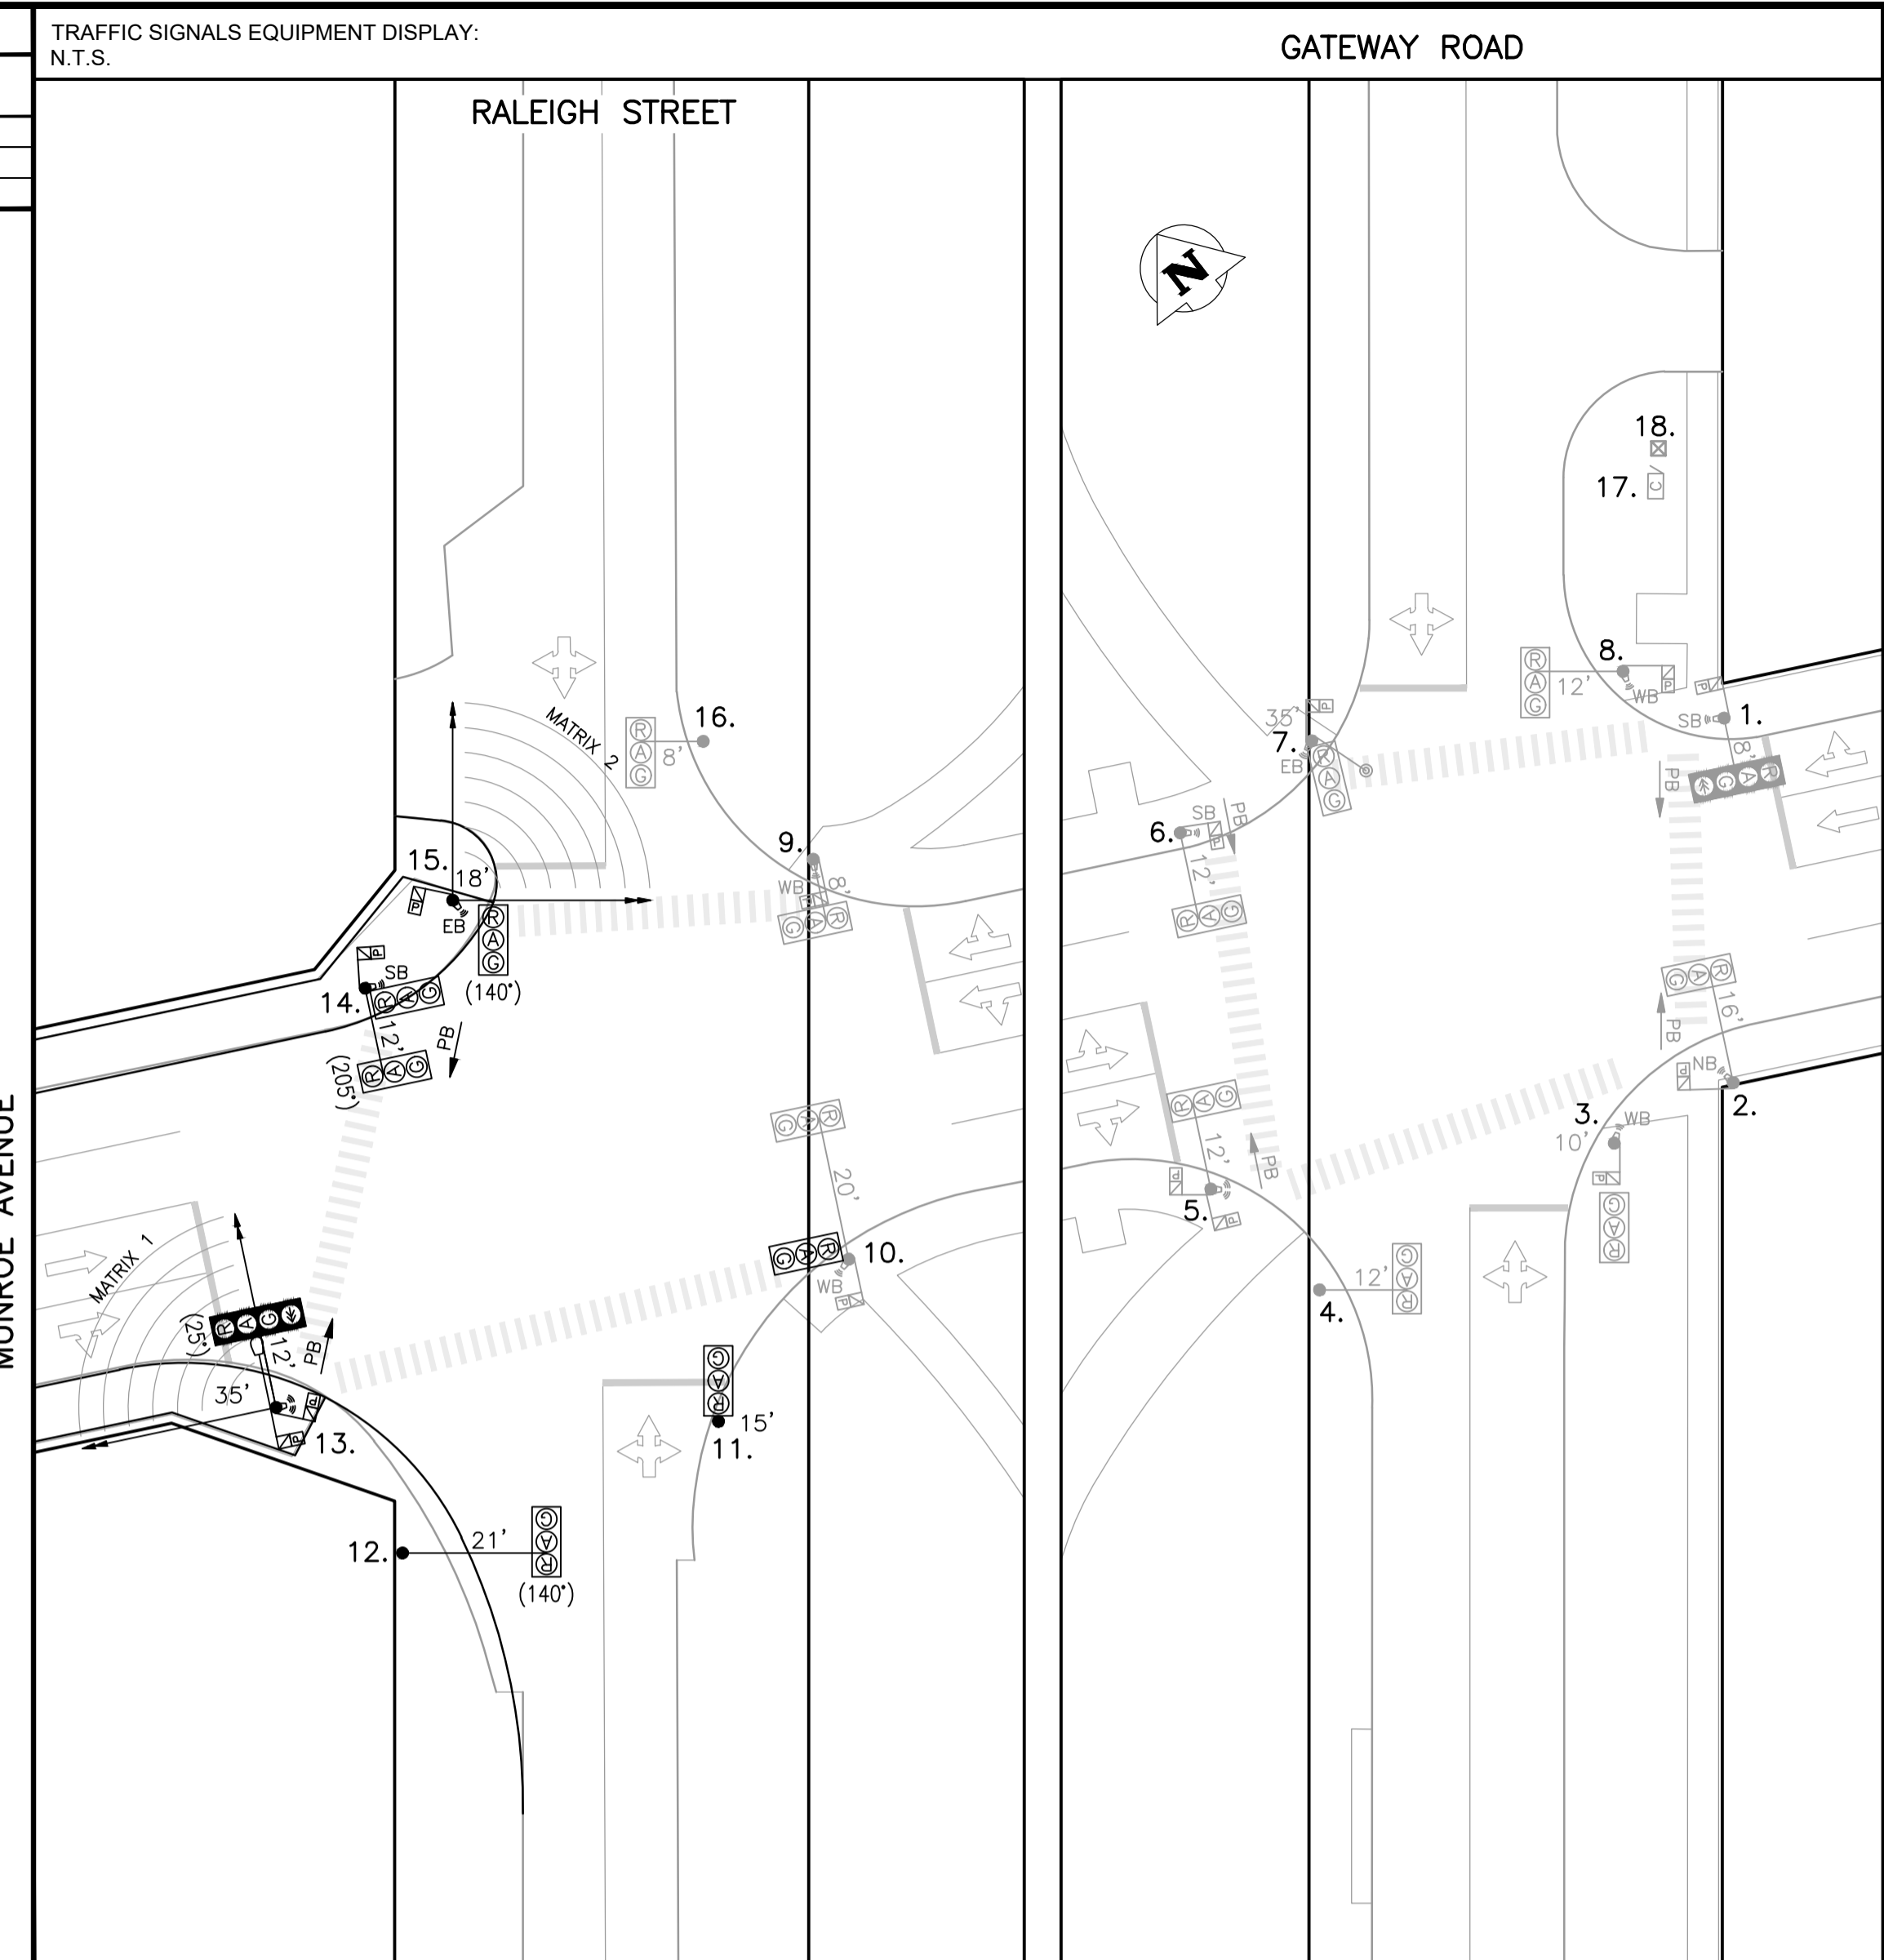 TRAFFIC SIGNALS EQUIPMENT DISPLAY:
N.T.S.
GATEWAY ROAD
RALEIGH STREET
N
18.
17. C
MATRIX 2
16.
R
A
G
8'
8.
R
A
G
12'
WB
P
P
SB
1.
8'
R A G
PB
35'
P
7.
EB
R
A
G
6.
SB
P
PB
12'
R A G
9.
WB
8'
P
R A G
15.
18'
P
EB
R
A
G
(140°)
P
SB
14.
R A G
12'
PB
R A G
(205°)
MONROE AVENUE
R A G
16'
PB
NB
P
2.
3.
WB
10'
P
R
A
G
R A G
12'
PB
P
5.
P
R A G
20'
R A G
10.
WB
P
12'
R
A
G
4.
MATRIX 1
(25°)
R A G
12'
PB
35'
P
P
13.
R
A
G
15'
11.
12.
21'
R
A
G
(140°)